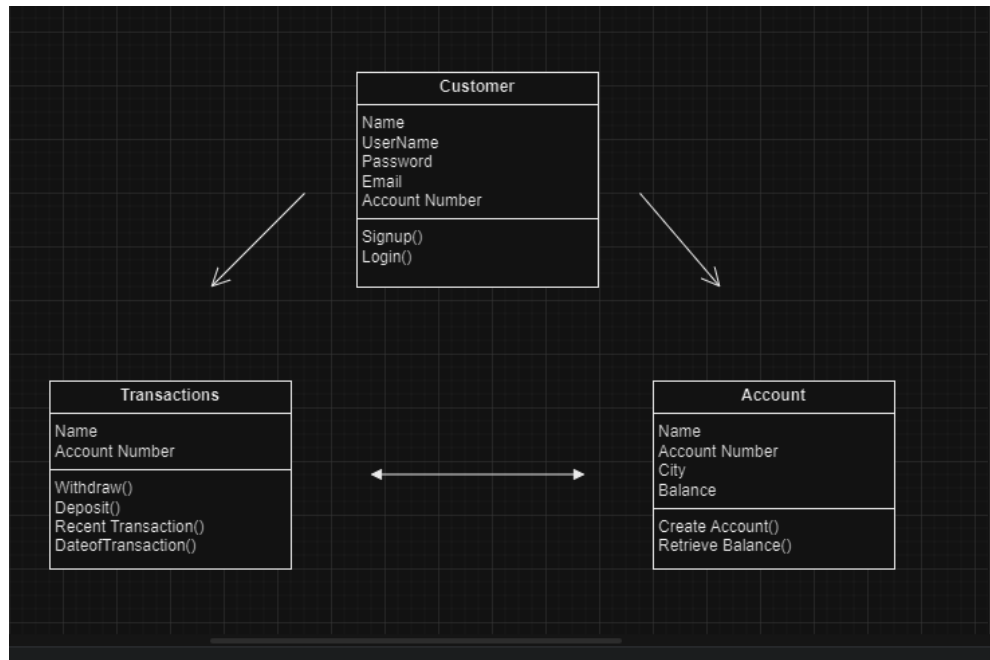 Customer
Name
UserName
Password
Email
Account Number
Signup()
Login()
Transactions
Name
Account Number
Withdraw()
Deposit()
Recent Transaction()
DateofTransaction()
Account
Name
Account Number
City
Balance
Create Account()
Retrieve Balance()